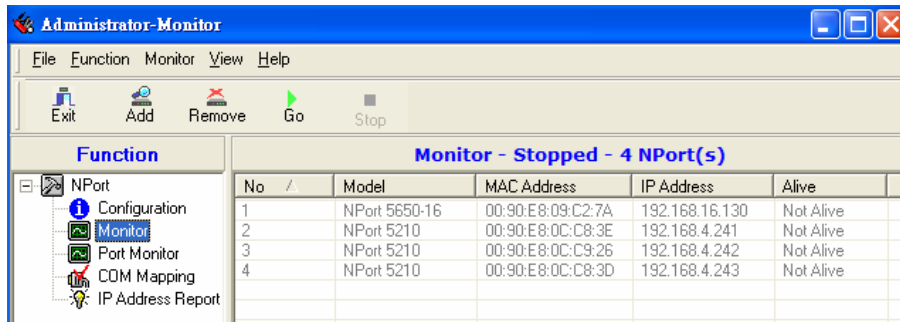 Administrator-Monitor
File Function Monitor View Help
Exit Add Remove Go Stop
Function
Monitor - Stopped - 4 NPort(s)
NPort
Configuration
Monitor
Port Monitor
COM Mapping
IP Address Report
No Model MAC Address IP Address Alive
1 NPort 5650-16 00:90:E8:09:C2:7A 192.168.16.130 Not Alive
2 NPort 5210 00:90:E8:0C:C8:3E 192.168.4.241 Not Alive
3 NPort 5210 00:90:E8:0C:C9:26 192.168.4.242 Not Alive
4 NPort 5210 00:90:E8:0C:C8:3D 192.168.4.243 Not Alive